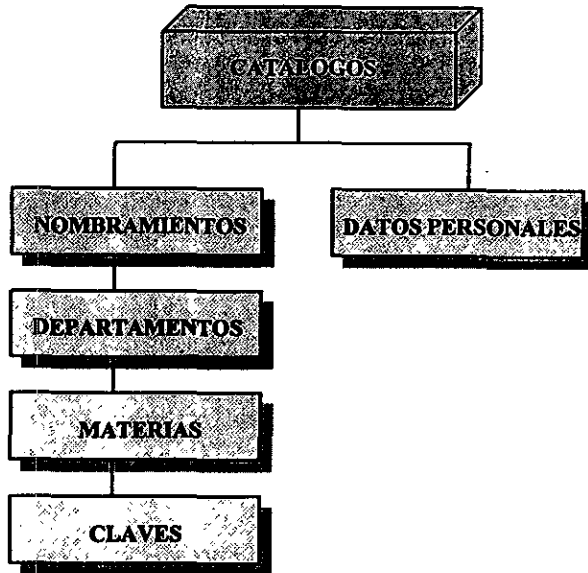 CATALOGOS
NOMBRAMIENTOS
DATOS PERSONALES
DEPARTAMENTOS
MATERIAS
CLAVES